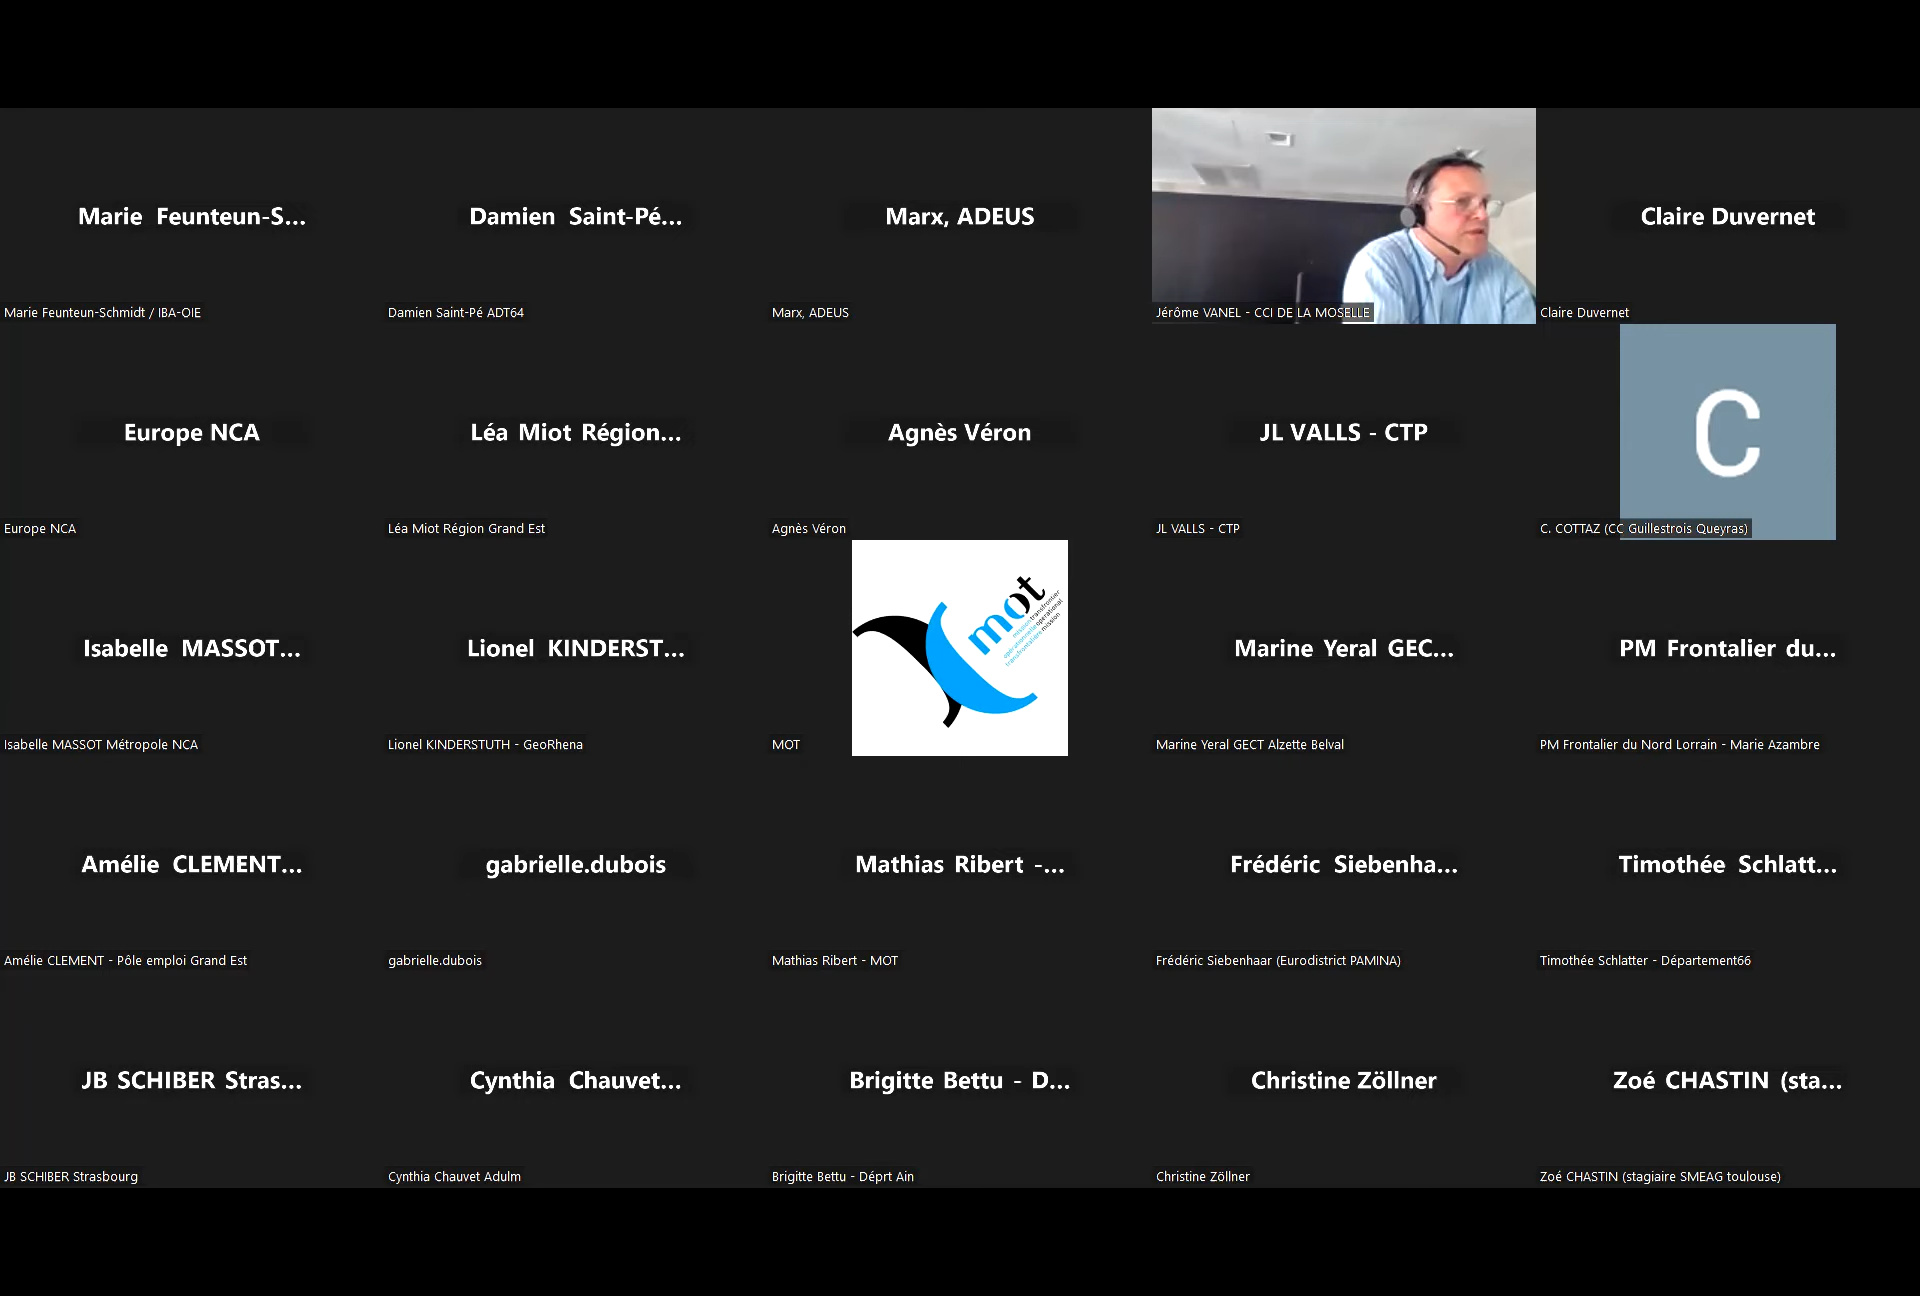 Marie Feunteun-S...
Damien Saint-Pé...
Marx, ADEUS
Claire Duvernet
Marie Feunteun-Schmidt / IBA-OIE
Damien Saint-Pé ADT64
Marx, ADEUS
Jérôme VANEL - CCI DE LA MOSELLE
Claire Duvernet
Europe NCA
Léa Miot Région...
Agnès Véron
JL VALLS - CTP
C
Europe NCA
Léa Miot Région Grand Est
Agnès Véron
JL VALLS - CTP
C. COTTAZ (CC Guillestrois Queyras)
Isabelle MASSOT...
Lionel KINDERST...
mot
mission transfrontier
opérationnelle operational
transfrontalière mission
Marine Yeral GEC...
PM Frontalier du...
Isabelle MASSOT Métropole NCA
Lionel KINDERSTUTH - GeoRhena
MOT
Marine Yeral GECT Alzette Belval
PM Frontalier du Nord Lorrain - Marie Azambre
Amélie CLEMENT...
gabrielle.dubois
Mathias Ribert -...
Frédéric Siebenha...
Timothée Schlatt...
Amélie CLEMENT - Pôle emploi Grand Est
gabrielle.dubois
Mathias Ribert - MOT
Frédéric Siebenhaar (Eurodistrict PAMINA)
Timothée Schlatter - Département66
JB SCHIBER Stras...
Cynthia Chauvet...
Brigitte Bettu - D...
Christine Zöllner
Zoé CHASTIN (sta...
JB SCHIBER Strasbourg
Cynthia Chauvet Adulm
Brigitte Bettu - Déprt Ain
Christine Zöllner
Zoé CHASTIN (stagiaire SMEAG toulouse)